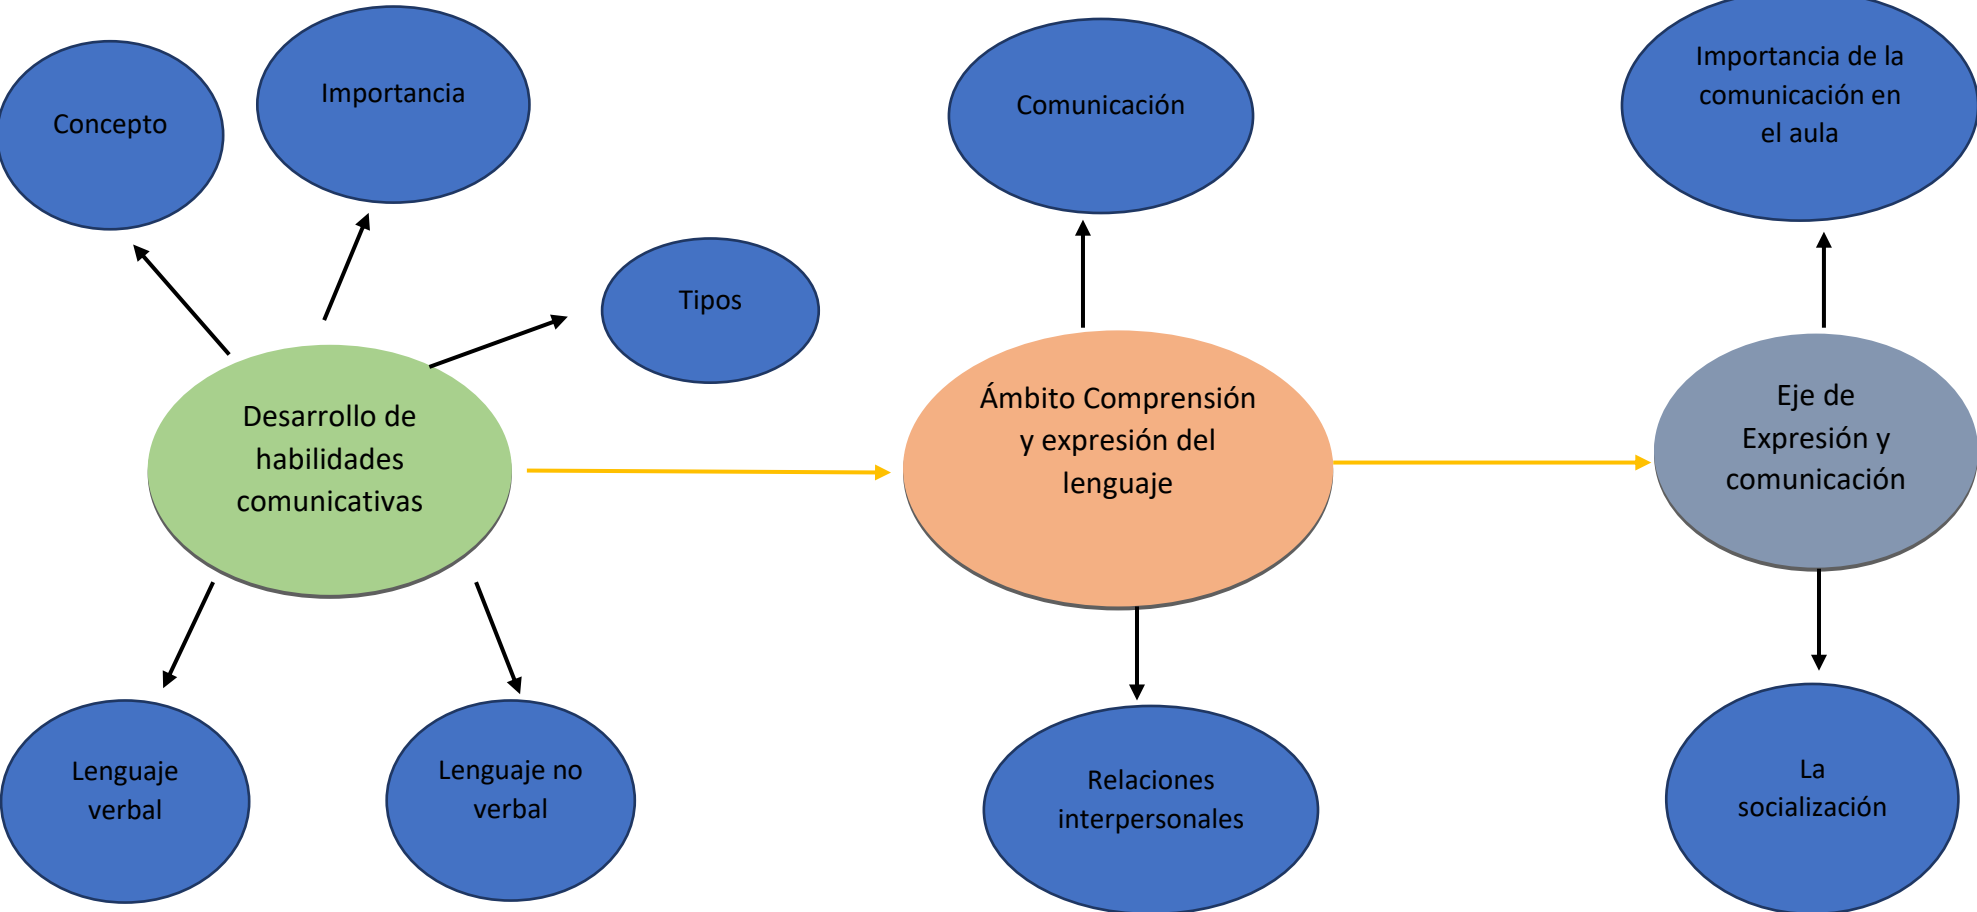 Concepto
Importancia
Tipos
Desarrollo de
habilidades
comunicativas
Lenguaje
verbal
Lenguaje no
verbal
Comunicación
Ámbito Comprensión
y expresión del
lenguaje
Relaciones
interpersonales
Importancia de la
comunicación en
el aula
Eje de
Expresión y
comunicación
La
socialización